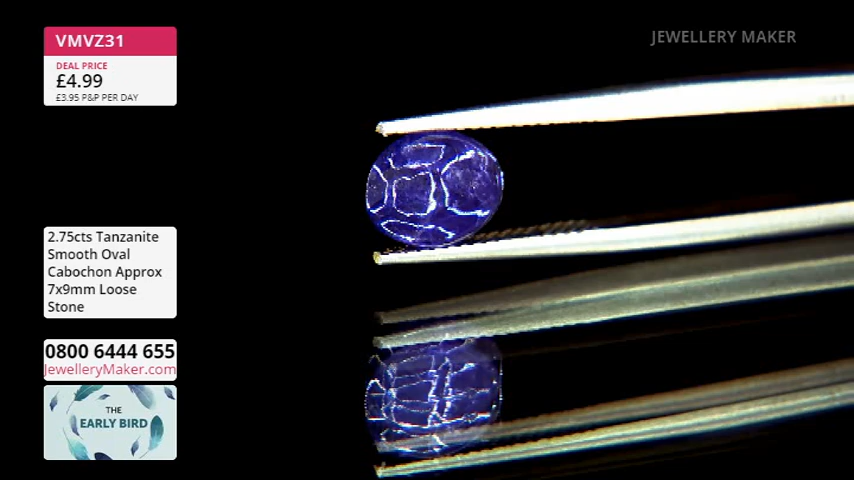 VMVZ31
DEAL PRICE
£4.99
£3.95 P&P PER DAY
JEWELLERY MAKER
2.75cts Tanzanite
Smooth Oval
Cabochon Approx
7x9mm Loose
Stone
0800 6444 655
JewelleryMaker.com
THE
EARLY BIRD